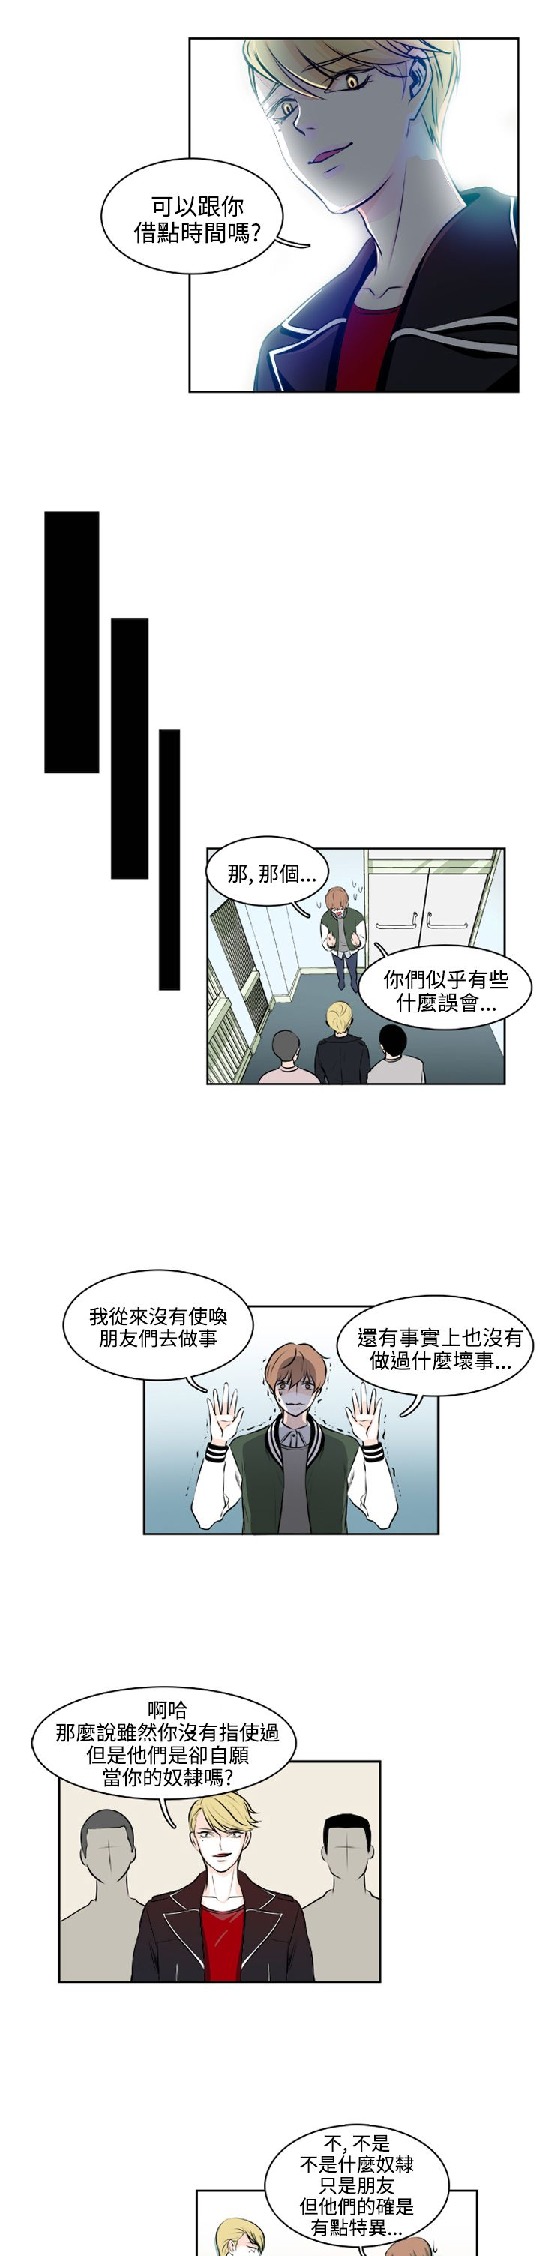 可以跟你
借點時間嗎?
那, 那個...
你們似乎有些
什麼誤會...
我從來沒有使喚
朋友們去做事
還有事実上也沒有
做過什麼壞事...
啊哈
那麼說雖然你沒有指使過
但是他們是卻自願
當你的奴隸嗎?
不, 不是
不是什麼奴隸
只是朋友
但他們的確是
有點特異...